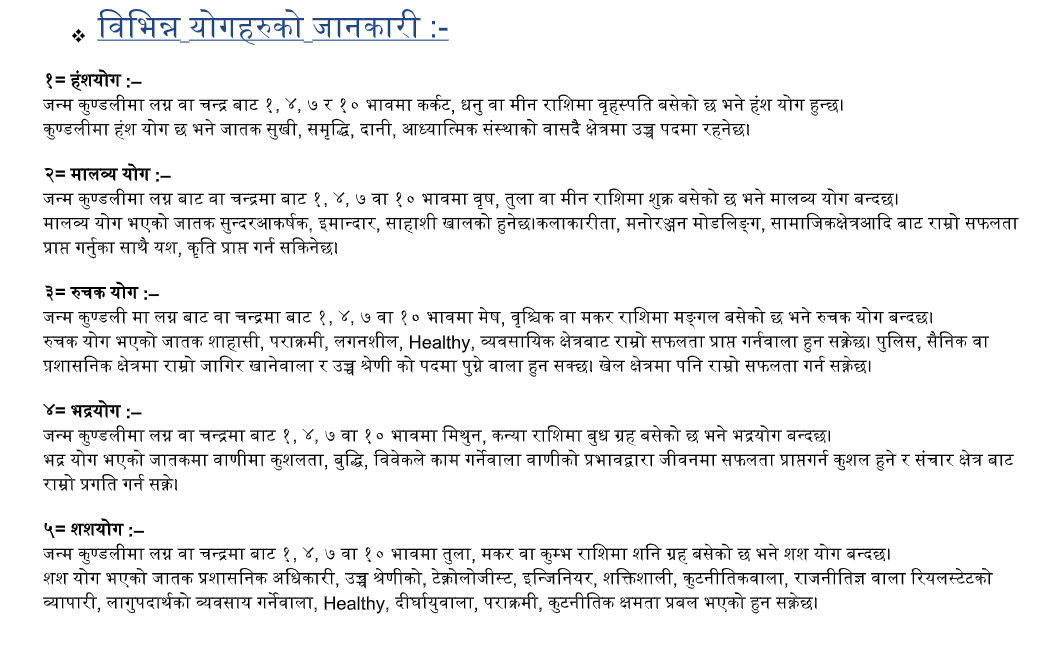 ❖ विभिन्न योगहरुको जानकारी :-
१= हंशयोग :–
जन्म कुण्डलीमा लग्न वा चन्द्र बाट १, ४, ७ र १० भावमा कर्कट, धनु वा मीन राशिमा वृहस्पति बसेको छ भने हंश योग हुन्छ।
कुण्डलीमा हंश योग छ भने जातक सुखी, समृद्धि, दानी, आध्यात्मिक संस्थाको वासदै क्षेत्रमा उच्च पदमा रहनेछ।
२= मालव्य योग :–
जन्म कुण्डलीमा लग्न बाट वा चन्द्रमा बाट १, ४, ७ वा १० भावमा वृष, तुला वा मीन राशिमा शुक्र बसेको छ भने मालव्य योग बन्दछ।
मालव्य योग भएको जातक सुन्दरआकर्षक, इमान्दार, साहाशी खालको हुनेछ।कलाकारीता, मनोरञ्जन मोडलिङ्ग, सामाजिकक्षेत्रआदि बाट राम्रो सफलता
प्राप्त गर्नुका साथै यश, कृति प्राप्त गर्न सकिनेछ।
३= रुचक योग :–
जन्म कुण्डली मा लग्न बाट वा चन्द्रमा बाट १, ४, ७ वा १० भावमा मेष, वृश्चिक वा मकर राशिमा मङ्गल बसेको छ भने रुचक योग बन्दछ।
रुचक योग भएको जातक शाहासी, पराक्रमी, लगनशील, Healthy, व्यवसायिक क्षेत्रबाट राम्रो सफलता प्राप्त गर्नवाला हुन सक्नेछ। पुलिस, सैनिक वा
प्रशासनिक क्षेत्रमा राम्रो जागिर खानेवाला र उच्च श्रेणी को पदमा पुग्ने वाला हुन सक्छ। खेल क्षेत्रमा पनि राम्रो सफलता गर्न सक्नेछ।
४= भद्रयोग :–
जन्म कुण्डलीमा लग्न वा चन्द्रमा बाट १, ४, ७ वा १० भावमा मिथुन, कन्या राशिमा बुध ग्रह बसेको छ भने भद्रयोग बन्दछ।
भद्र योग भएको जातकमा वाणीमा कुशलता, बुद्धि, विवेकले काम गर्नेवाला वाणीको प्रभावद्वारा जीवनमा सफलता प्राप्तगर्न कुशल हुने र संचार क्षेत्र बाट
राम्रो प्रगति गर्न सक्ने।
५= शशयोग :–
जन्म कुण्डलीमा लग्न वा चन्द्रमा बाट १, ४, ७ वा १० भावमा तुला, मकर वा कुम्भ राशिमा शनि ग्रह बसेको छ भने शश योग बन्दछ।
शश योग भएको जातक प्रशासनिक अधिकारी, उच्च श्रेणीको, टेक्नोलोजीस्ट, इन्जिनियर, शक्तिशाली, कुटनीतिकवाला, राजनीतिज्ञ वाला रियलस्टेटको
व्यापारी, लागुपदार्थको व्यवसाय गर्नेवाला, Healthy, दीर्घायुवाला, पराक्रमी, कुटनीतिक क्षमता प्रबल भएको हुन सक्नेछ।